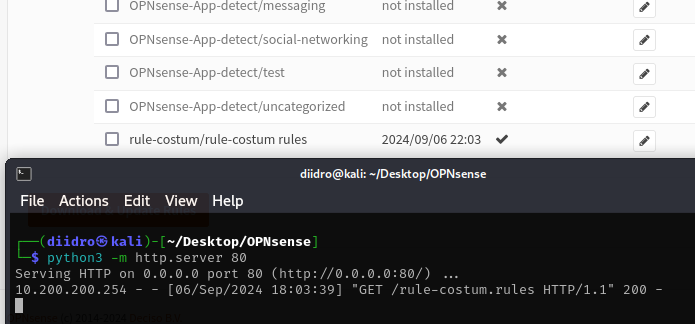 OPNsense-App-detect/messaging not installed
OPNsense-App-detect/social-networking not installed
OPNsense-App-detect/test not installed
OPNsense-App-detect/uncategorized not installed
rule-costum/rule-costum rules 2024/09/06 22:03
diidro@kali: ~/Desktop/OPNsense
File Actions Edit View Help
┌──(diidro㉿kali)-[~/Desktop/OPNsense]
└─$ python3 -m http.server 80
Serving HTTP on 0.0.0.0 port 80 (http://0.0.0.0:80/) ...
10.200.200.254 - - [06/Sep/2024 18:03:39] "GET /rule-costum.rules HTTP/1.1" 200 -